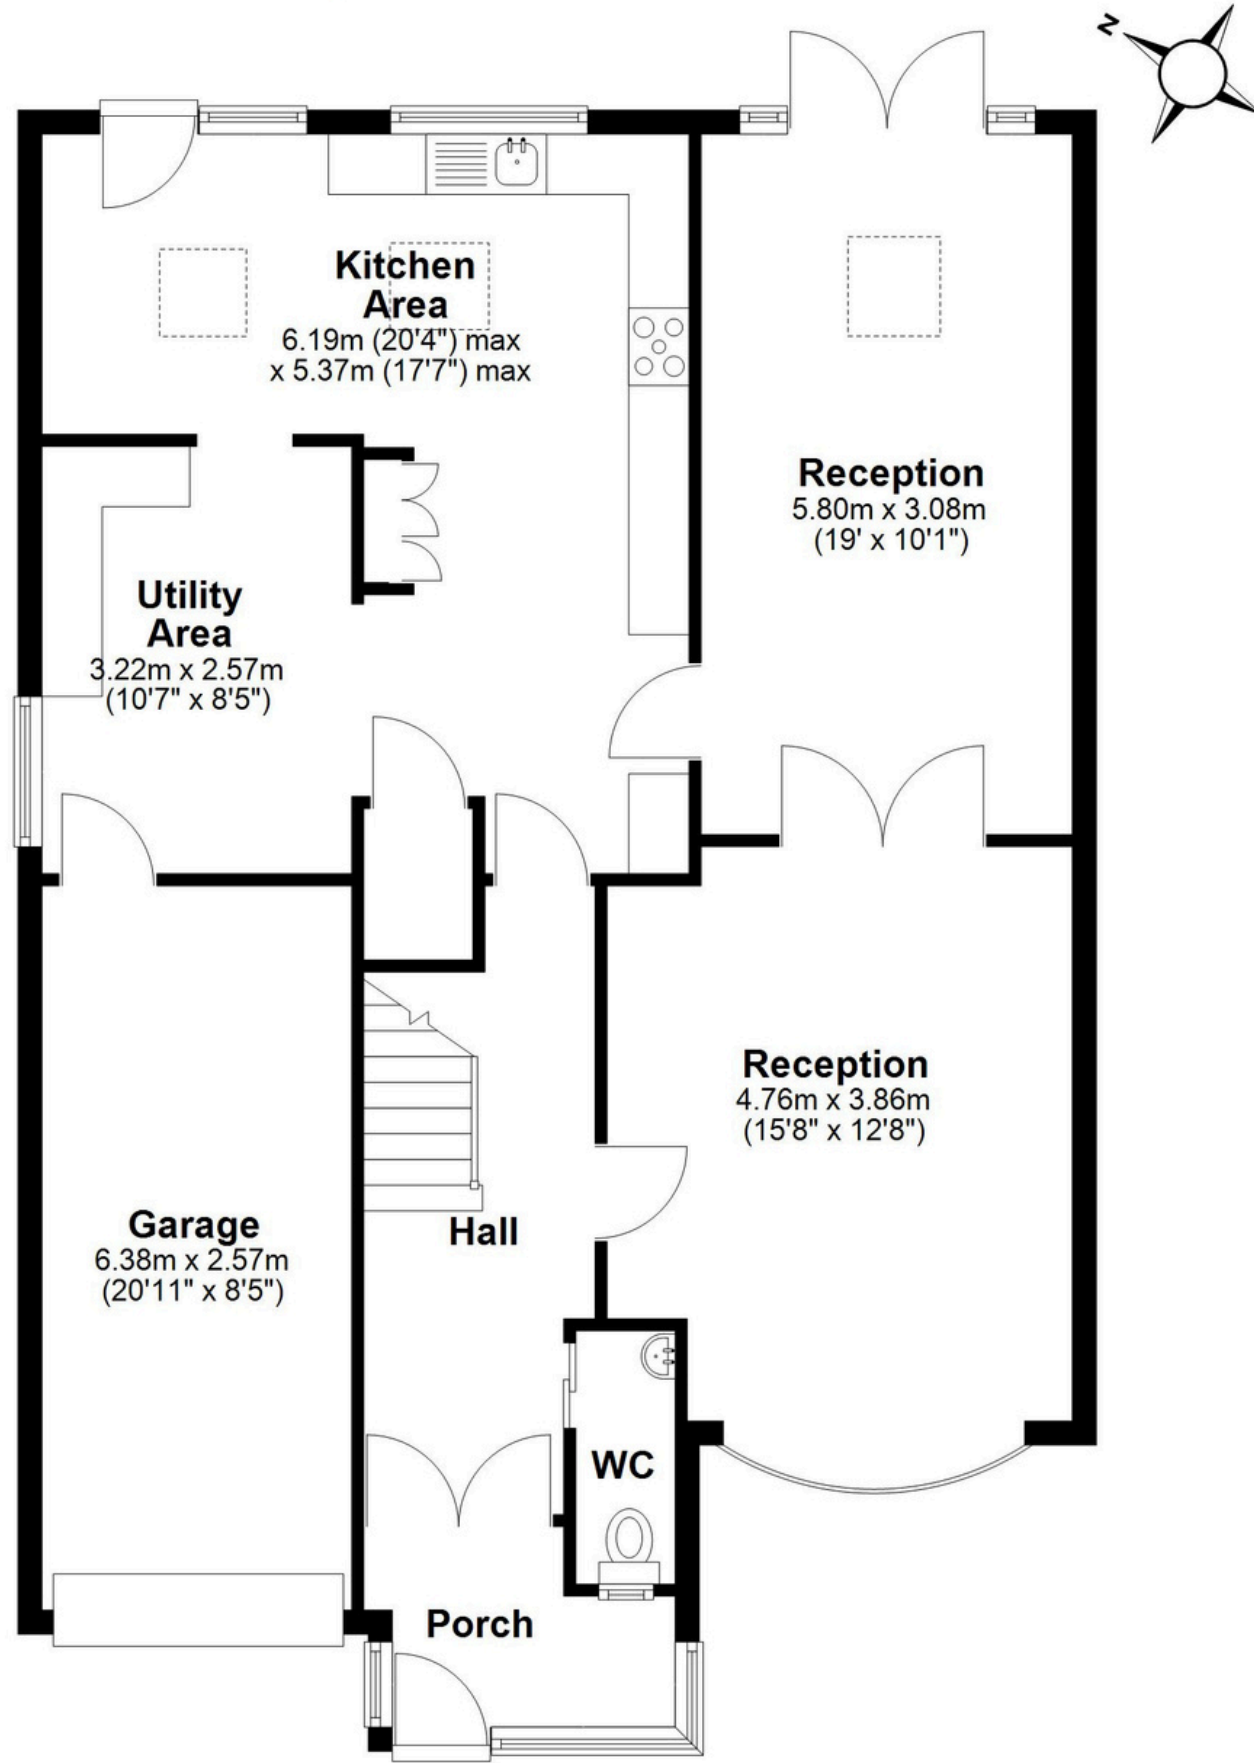 N
Kitchen
Area
6.19m (20'4") max
x 5.37m (17'7") max
Reception
5.80m x 3.08m
(19' x 10'1")
Utility
Area
3.22m x 2.57m
(10'7" x 8'5")
Reception
4.76m x 3.86m
(15'8" x 12'8")
Garage
6.38m x 2.57m
(20'11" x 8'5")
Hall
WC
Porch